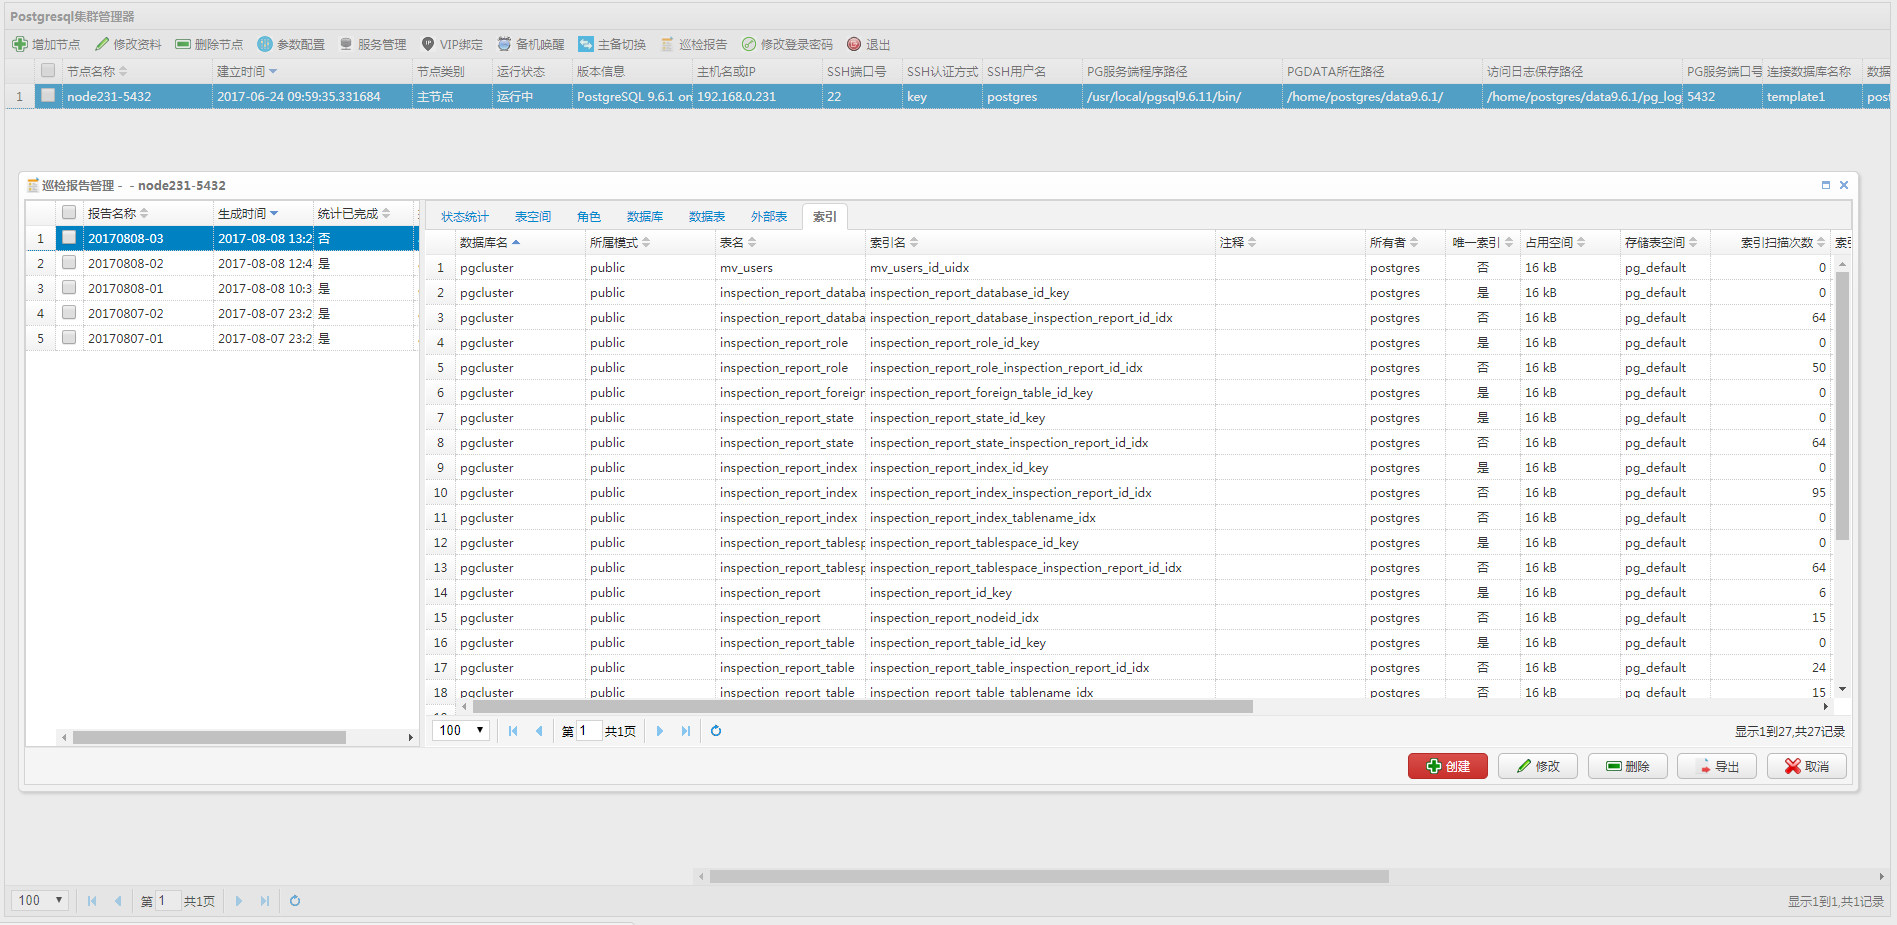 Postgresql集群管理器
增加节点 修改资料 删除节点 参数配置 服务管理 VIP绑定 备机唤醒 主备切换 巡检报告 修改登录密码 退出
节点名称 建立时间 节点类别 运行状态 版本信息 主机名或IP SSH端口号 SSH认证方式 SSH用户名 PG服务端程序路径 PGDATA所在路径 访问日志保存路径 PG服务端口号 连接数据库名称 数据
1 node231-5432 2017-06-24 09:59:35.331684 主节点 运行中 PostgreSQL 9.6.1 on 192.168.0.231 22 key postgres /usr/local/pgsql9.6.11/bin/ /home/postgres/data9.6.1/ /home/postgres/data9.6.1/pg_log 5432 template1 post
巡检报告管理 - - node231-5432
报告名称 生成时间 统计已完成
1 20170808-03 2017-08-08 13:2 否
2 20170808-02 2017-08-08 12:4 是
3 20170808-01 2017-08-08 10:3 是
4 20170807-02 2017-08-07 23:2 是
5 20170807-01 2017-08-07 23:2 是
状态统计 表空间 角色 数据库 数据表 外部表 索引
数据库名 所属模式 表名 索引名 注释 所有者 唯一索引 占用空间 存储表空间 索引扫描次数 索引
1 pgcluster public mv_users mv_users_id_uidx postgres 否 16 kB pg_default 0
2 pgcluster public inspection_report_databa inspection_report_database_id_key postgres 是 16 kB pg_default 0
3 pgcluster public inspection_report_databa inspection_report_database_inspection_report_id_idx postgres 否 16 kB pg_default 64
4 pgcluster public inspection_report_role inspection_report_role_id_key postgres 是 16 kB pg_default 0
5 pgcluster public inspection_report_role inspection_report_role_inspection_report_id_idx postgres 否 16 kB pg_default 50
6 pgcluster public inspection_report_foreign inspection_report_foreign_table_id_key postgres 是 16 kB pg_default 0
7 pgcluster public inspection_report_state inspection_report_state_id_key postgres 是 16 kB pg_default 0
8 pgcluster public inspection_report_state inspection_report_state_inspection_report_id_idx postgres 否 16 kB pg_default 64
9 pgcluster public inspection_report_index inspection_report_index_id_key postgres 是 16 kB pg_default 0
10 pgcluster public inspection_report_index inspection_report_index_inspection_report_id_idx postgres 否 16 kB pg_default 95
11 pgcluster public inspection_report_index inspection_report_index_tablename_idx postgres 否 16 kB pg_default 0
12 pgcluster public inspection_report_tablesp inspection_report_tablespace_id_key postgres 是 16 kB pg_default 0
13 pgcluster public inspection_report_tablesp inspection_report_tablespace_inspection_report_id_idx postgres 否 16 kB pg_default 64
14 pgcluster public inspection_report inspection_report_id_key postgres 是 16 kB pg_default 6
15 pgcluster public inspection_report inspection_report_nodeid_idx postgres 否 16 kB pg_default 15
16 pgcluster public inspection_report_table inspection_report_table_id_key postgres 是 16 kB pg_default 0
17 pgcluster public inspection_report_table inspection_report_table_inspection_report_id_idx postgres 否 16 kB pg_default 24
18 pgcluster public inspection_report_table inspection_report_table_tablename_idx postgres 否 16 kB pg_default 15
100 第 1 共1页 显示1到27,共27记录
创建 修改 删除 导出 取消
100 第 1 共1页 显示1到1,共1记录